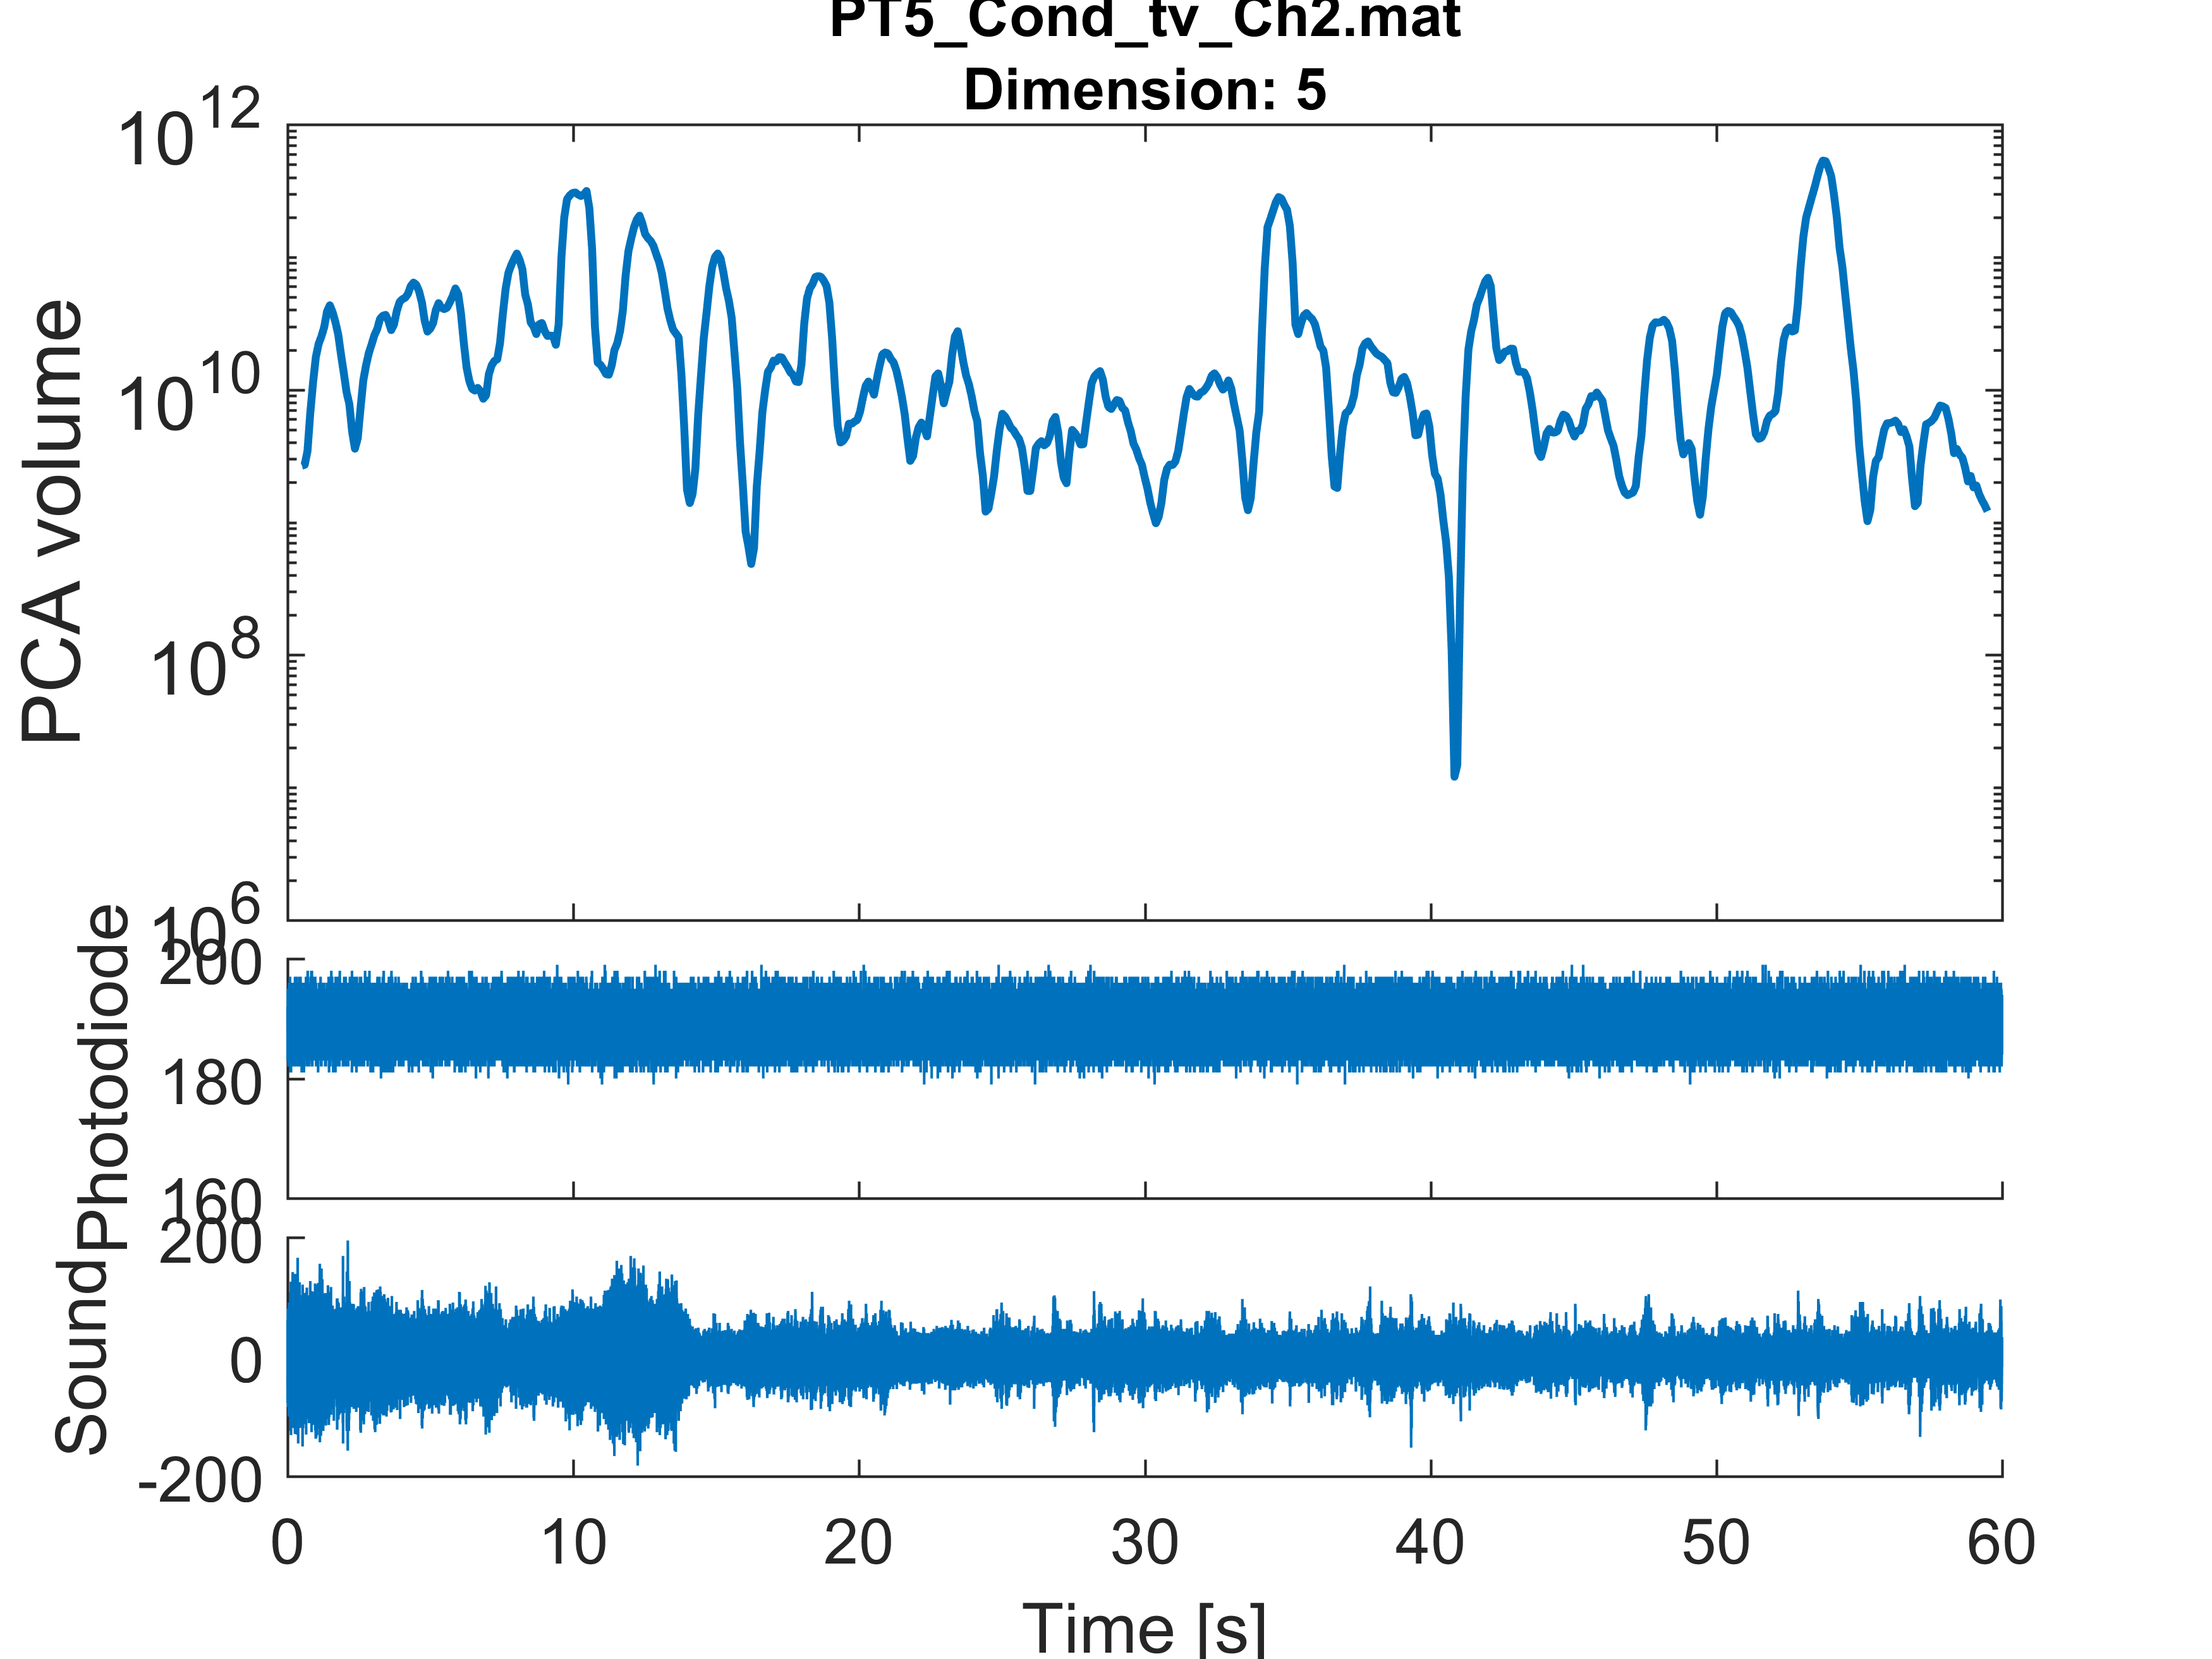 PT5_Cond_tv_Ch2.mat
Dimension: 5
PCA volume
10^12
10^10
10^8
10^6
Photodiode
200
180
160
Sound
200
0
-200
0 10 20 30 40 50 60
Time [s]